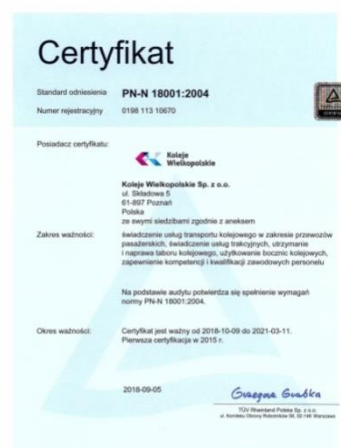 Certyfikat
Standard odniesienia PN-N 18001:2004
Numer rejestracyjny 0198 113 10670
Posiadacz certyfikatu:
Koleje
Wielkopolskie
Koleje Wielkopolskie Sp. z o.o.
ul. Składowa 5
61-897 Poznań
Polska
ze swymi siedzibami zgodnie z aneksem
Zakres ważności: świadczenie usług transportu kolejowego w zakresie przewozów
pasażerskich, świadczenie usług trakcyjnych, utrzymanie
i naprawa taboru kolejowego, użytkowanie bocznic kolejowych,
zapewnienie kompetencji i kwalifikacji zawodowych personelu
Na podstawie audytu potwierdza się spełnienie wymagań
normy PN-N 18001:2004.
Okres ważności: Certyfikat jest ważny od 2018-10-09 do 2021-03-11.
Pierwsza certyfikacja w 2015 r.
2018-09-05
Grzegorz Grabka
TÜV Rheinland Polska Sp. z o.o.
Warszawa